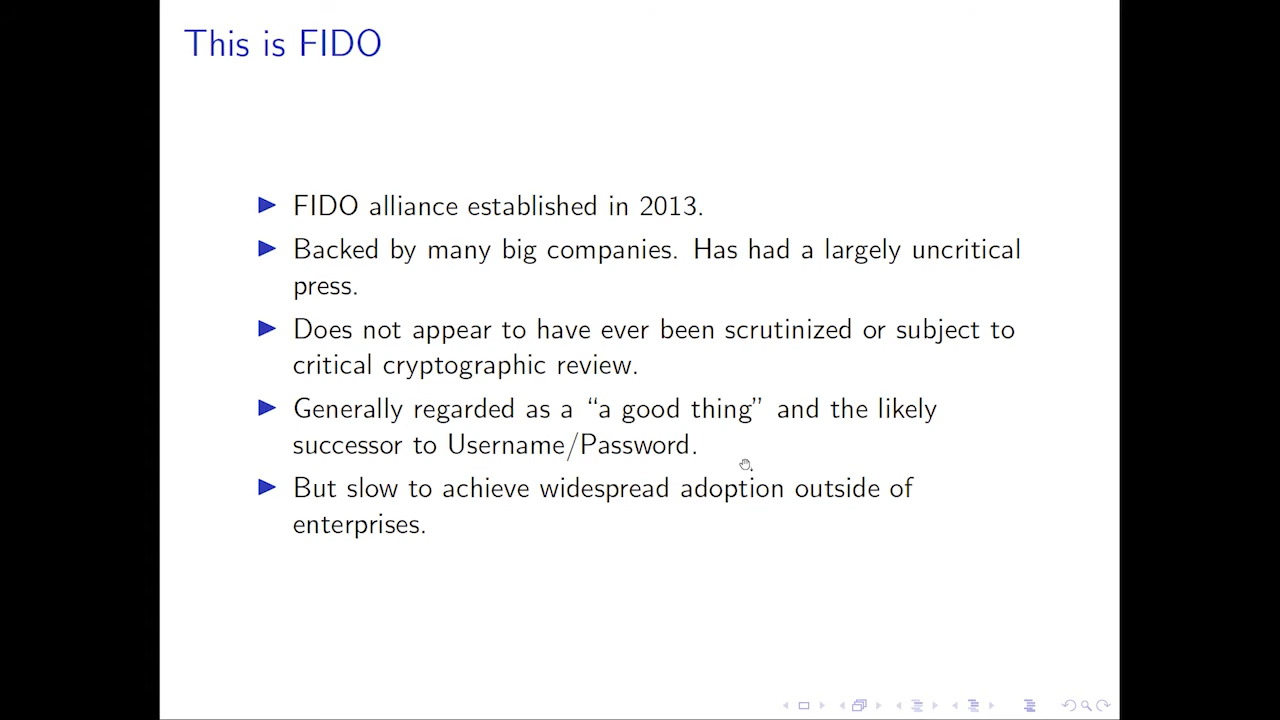 This is FIDO
FIDO alliance established in 2013.
Backed by many big companies. Has had a largely uncritical
press.
Does not appear to have ever been scrutinized or subject to
critical cryptographic review.
Generally regarded as a “a good thing” and the likely
successor to Username/Password.
But slow to achieve widespread adoption outside of
enterprises.